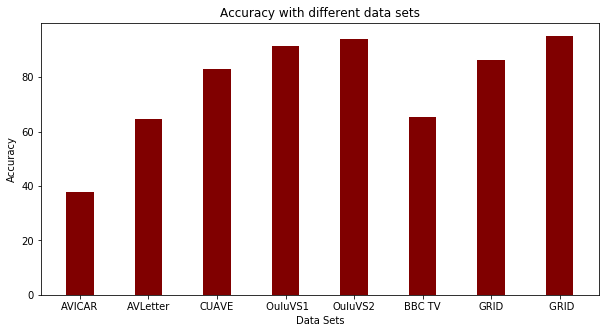 Accuracy with different data sets
Accuracy
80
60
40
20
0
AVICAR AVLetter CUAVE OuluVS1 OuluVS2 BBC TV GRID GRID
Data Sets